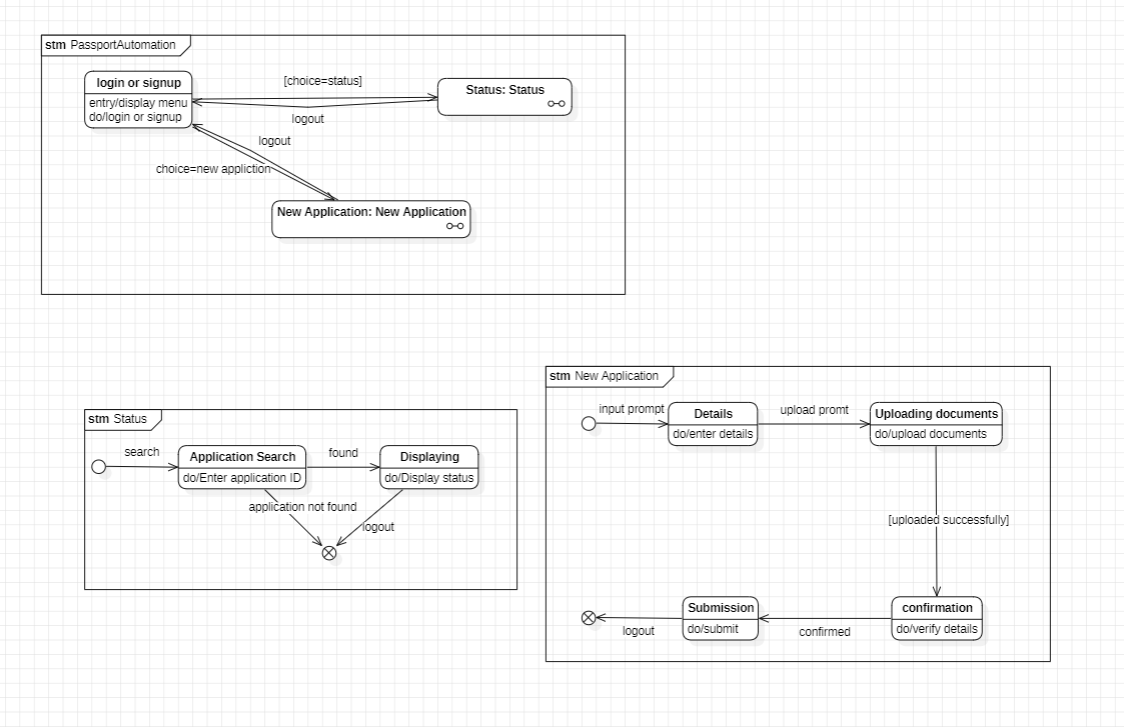 stm PassportAutomation
login or signup
entry/display menu
do/login or signup
[choice=status]
logout
Status: Status
logout
choice=new appliction
New Application: New Application
stm Status
search
Application Search
do/Enter application ID
found
Displaying
do/Display status
application not found
logout
stm New Application
input prompt
Details
do/enter details
upload promt
Uploading documents
do/upload documents
[uploaded successfully]
confirmation
do/verify details
confirmed
Submission
do/submit
logout